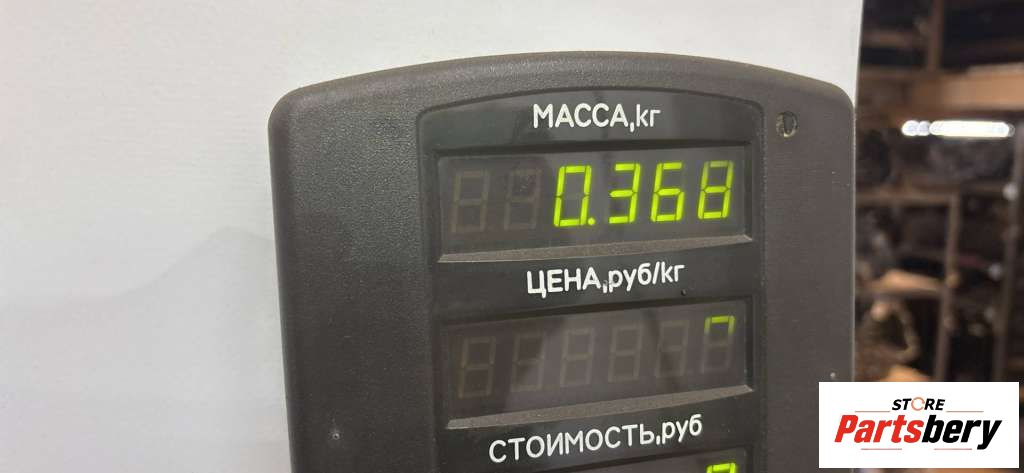 МАССА,кг
0.368
ЦЕНА,руб/кг
СТОИМОСТЬ,руб
STORE
Partsbery